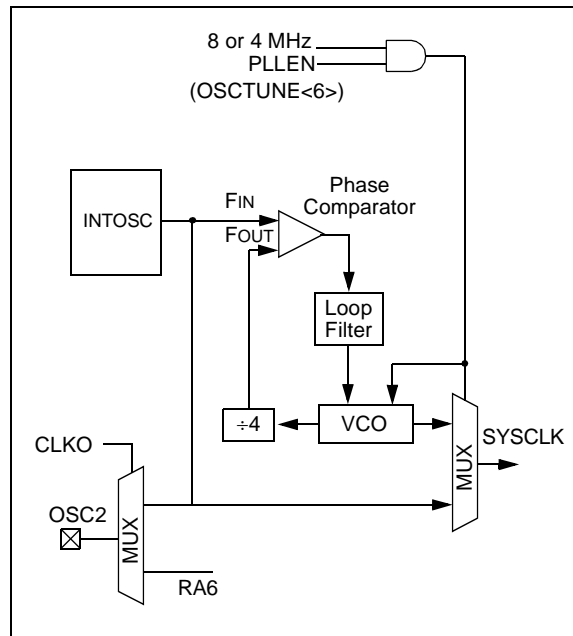 8 or 4 MHz
PLLEN
(OSCTUNE<6>)
Phase
Comparator
INTOSC
FIN
FOUT
Loop
Filter
÷4
VCO
MUX
SYSCLK
CLKO
OSC2
MUX
RA6